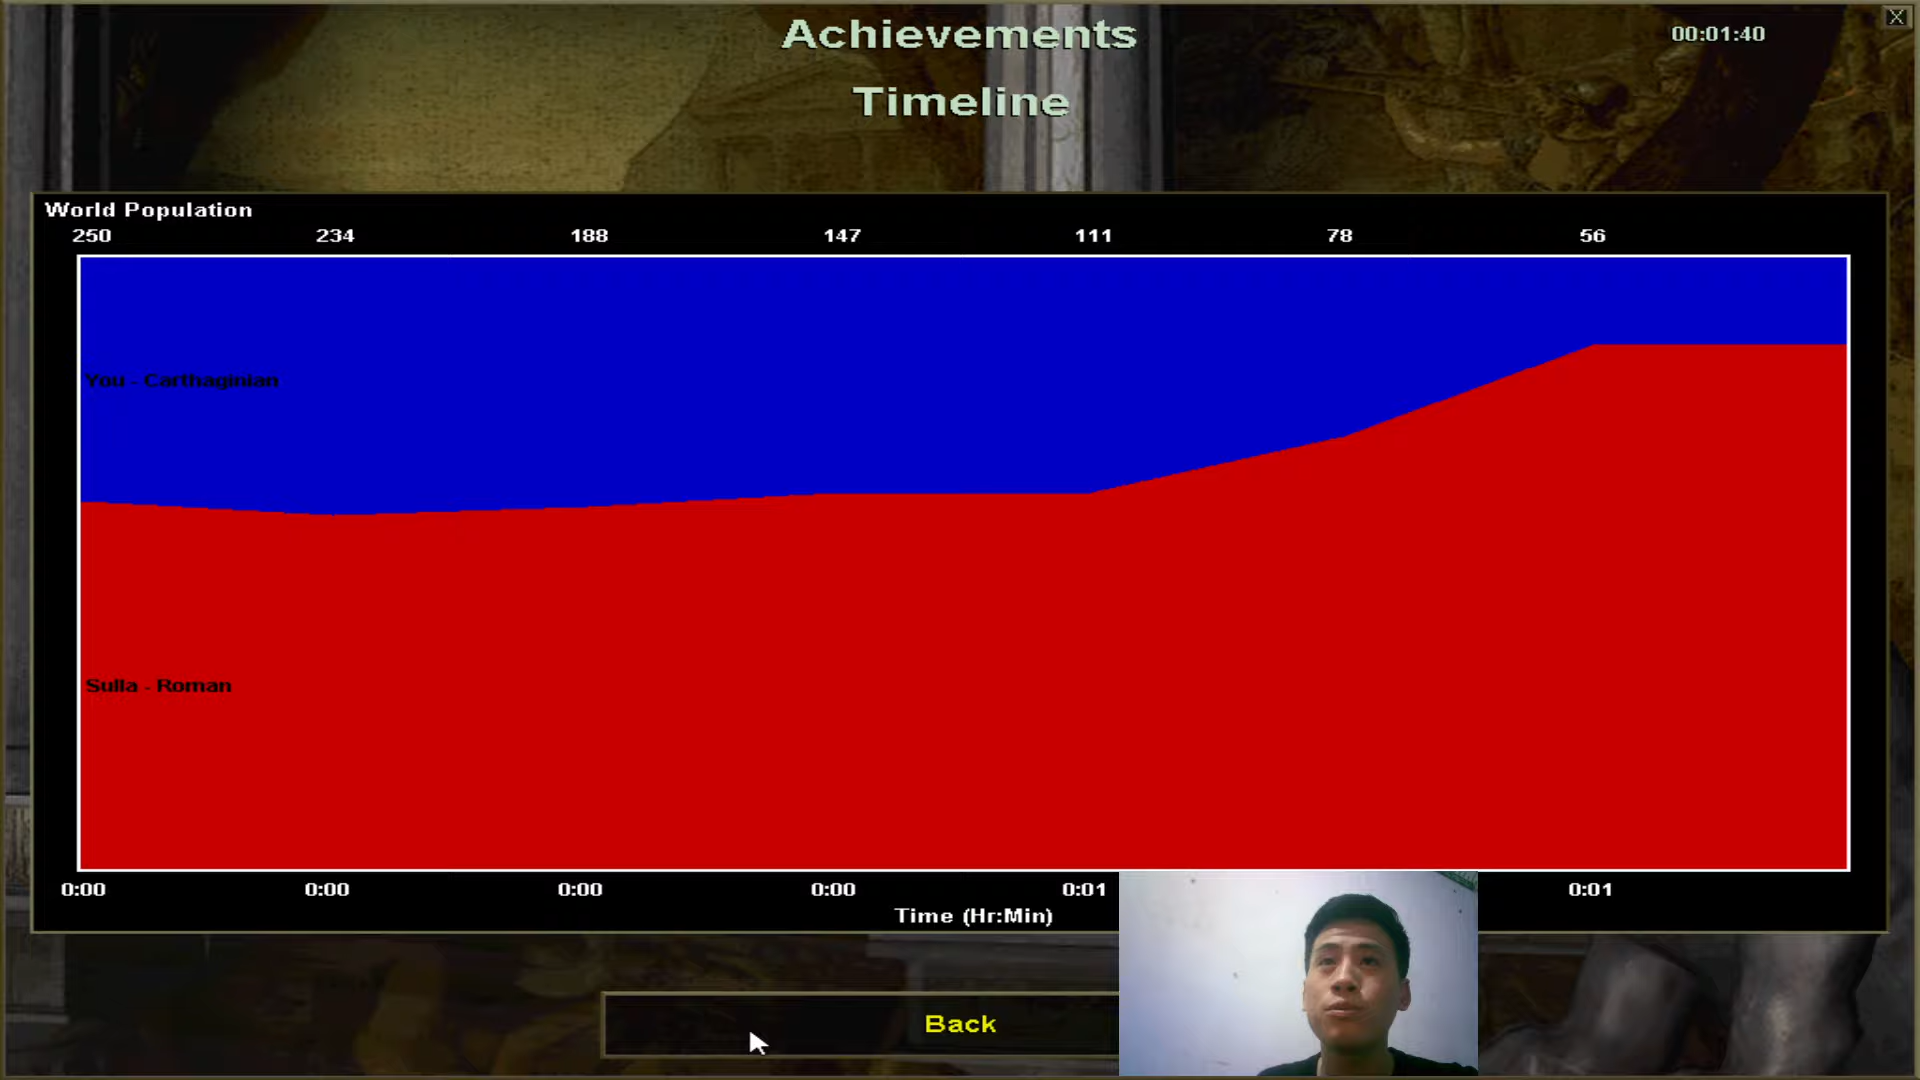 Achievements
00:01:40
X
Timeline
World Population
250 234 188 147 111 78 56
You - Carthaginian
Sulla - Roman
0:00 0:00 0:00 0:00 0:01 0:01
Time (Hr:Min)
Back